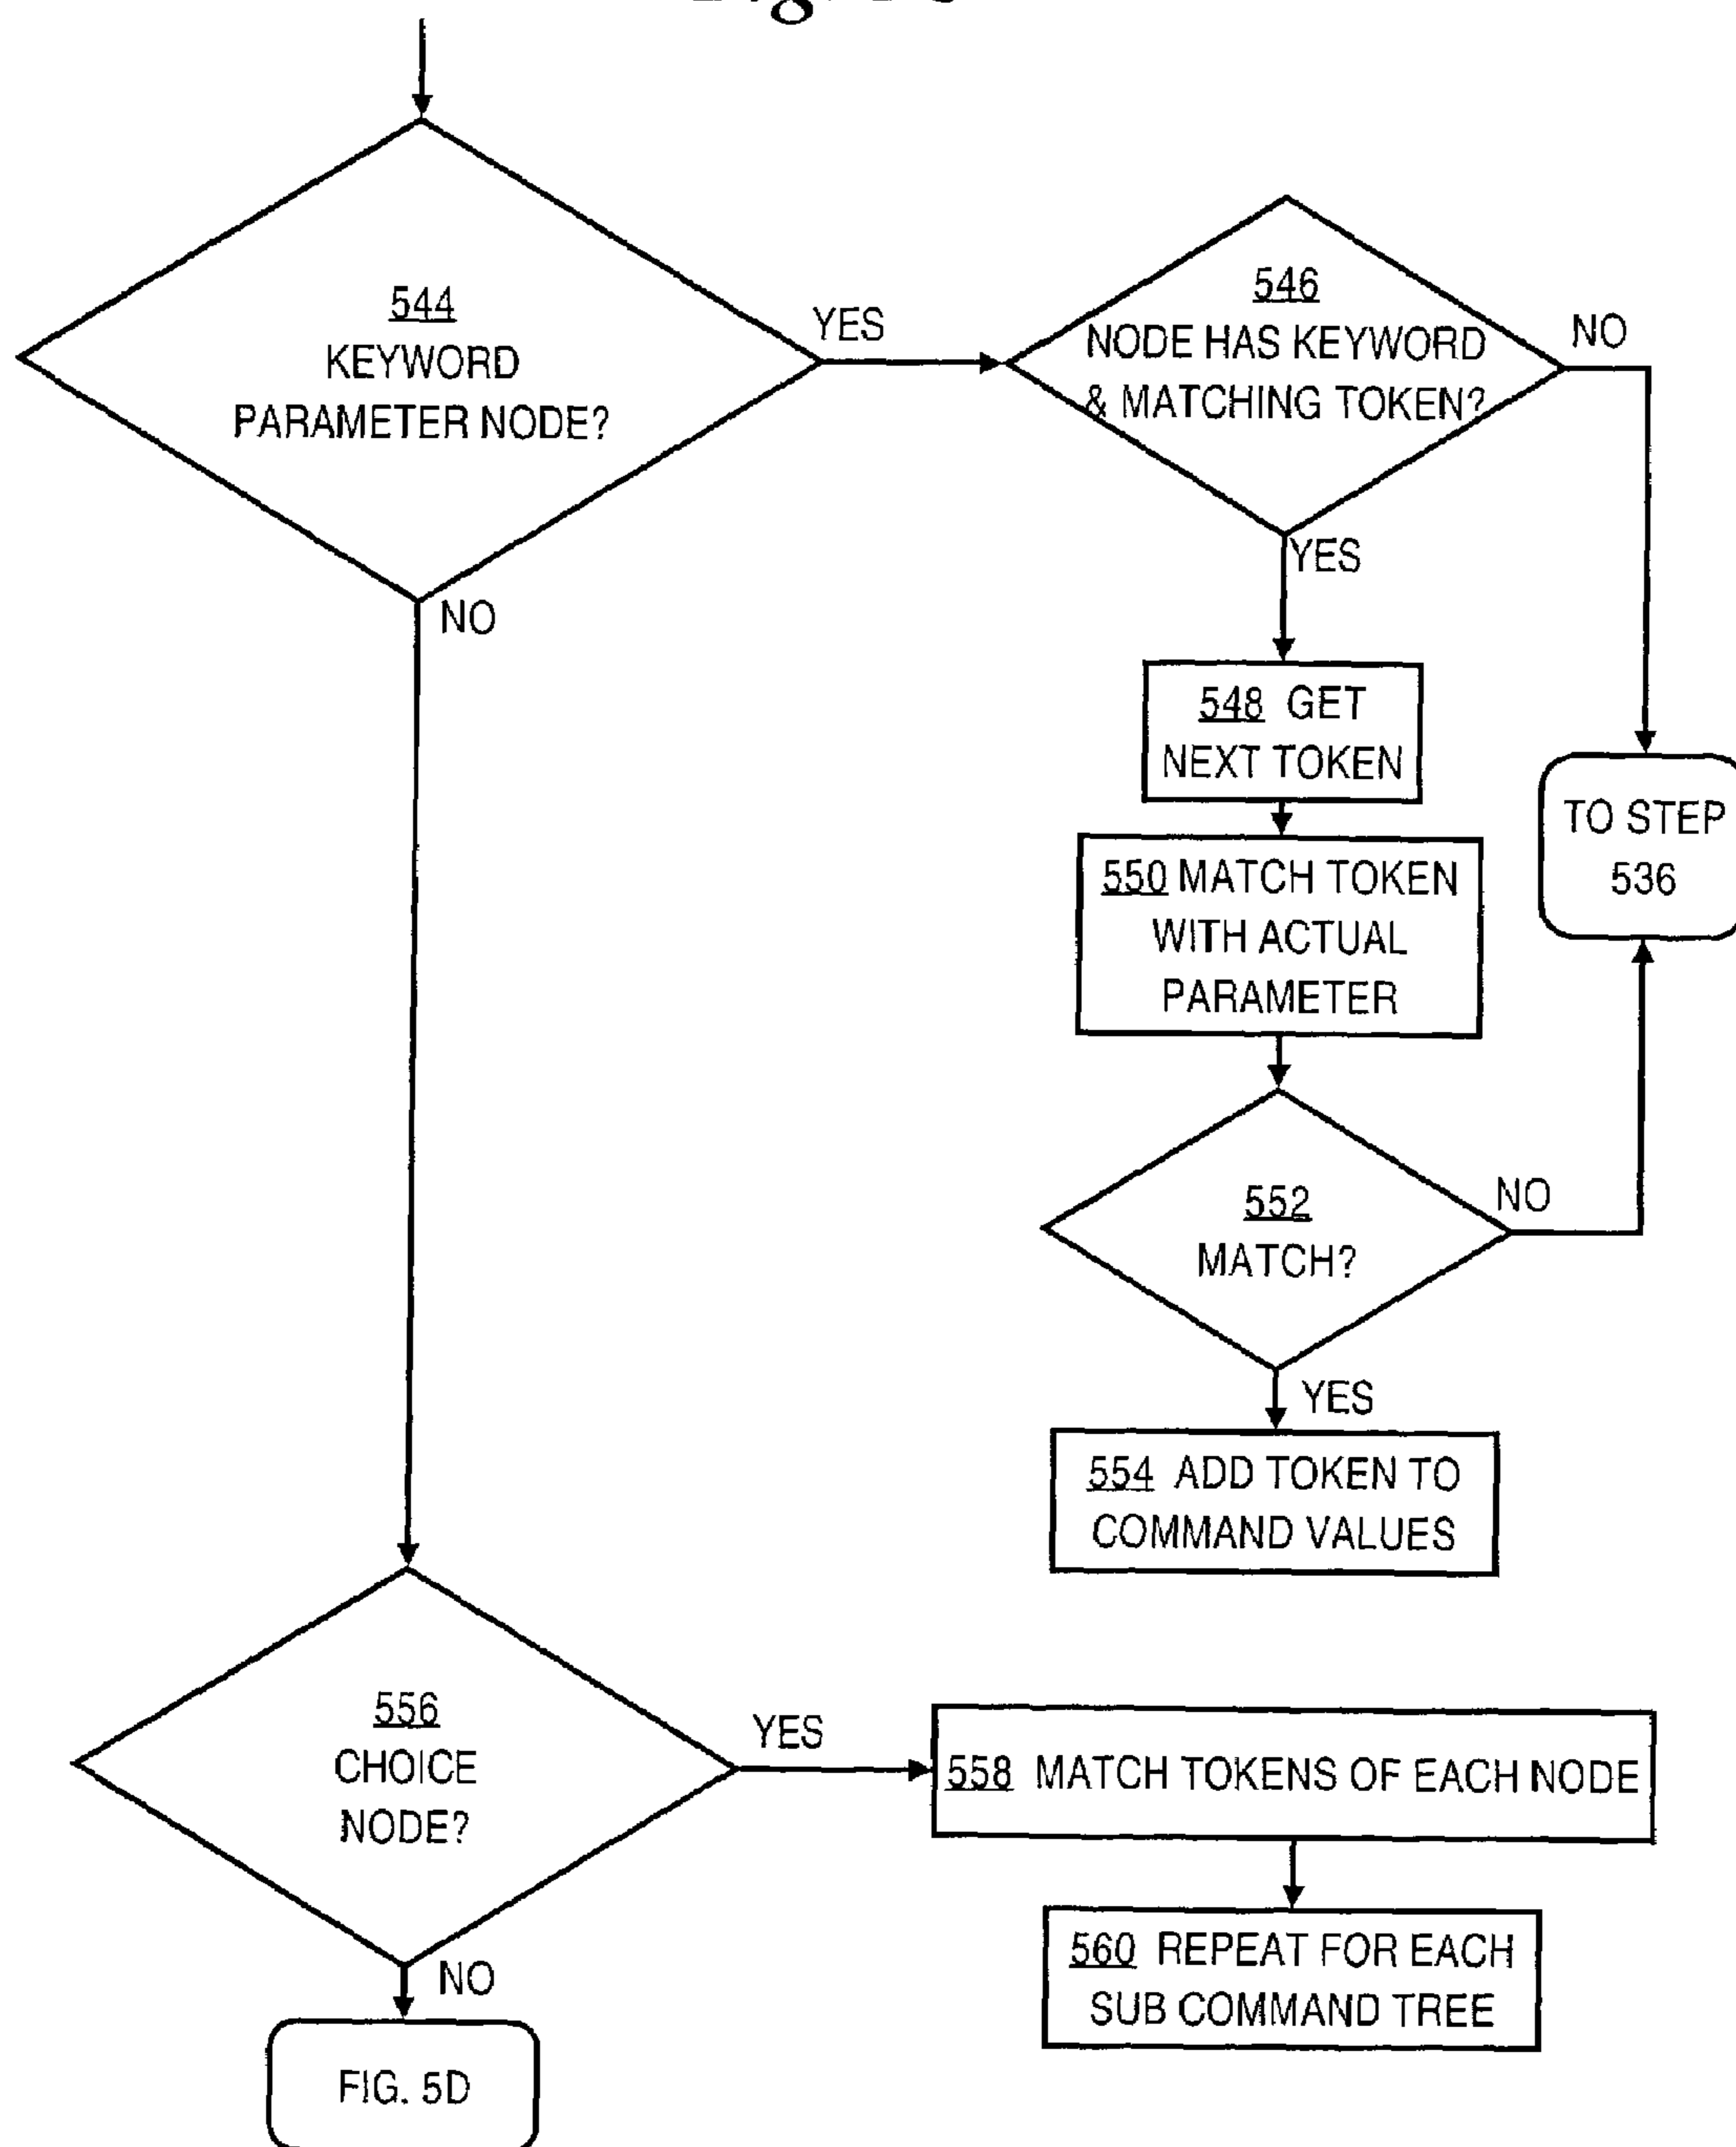 544
KEYWORD
PARAMETER NODE?
YES
NO
546
NODE HAS KEYWORD
& MATCHING TOKEN?
NO
YES
548 GET
NEXT TOKEN
TO STEP
536
550 MATCH TOKEN
WITH ACTUAL
PARAMETER
552
MATCH?
NO
YES
554 ADD TOKEN TO
COMMAND VALUES
556
CHOICE
NODE?
YES
NO
558 MATCH TOKENS OF EACH NODE
560 REPEAT FOR EACH
SUB COMMAND TREE
FIG. 5D